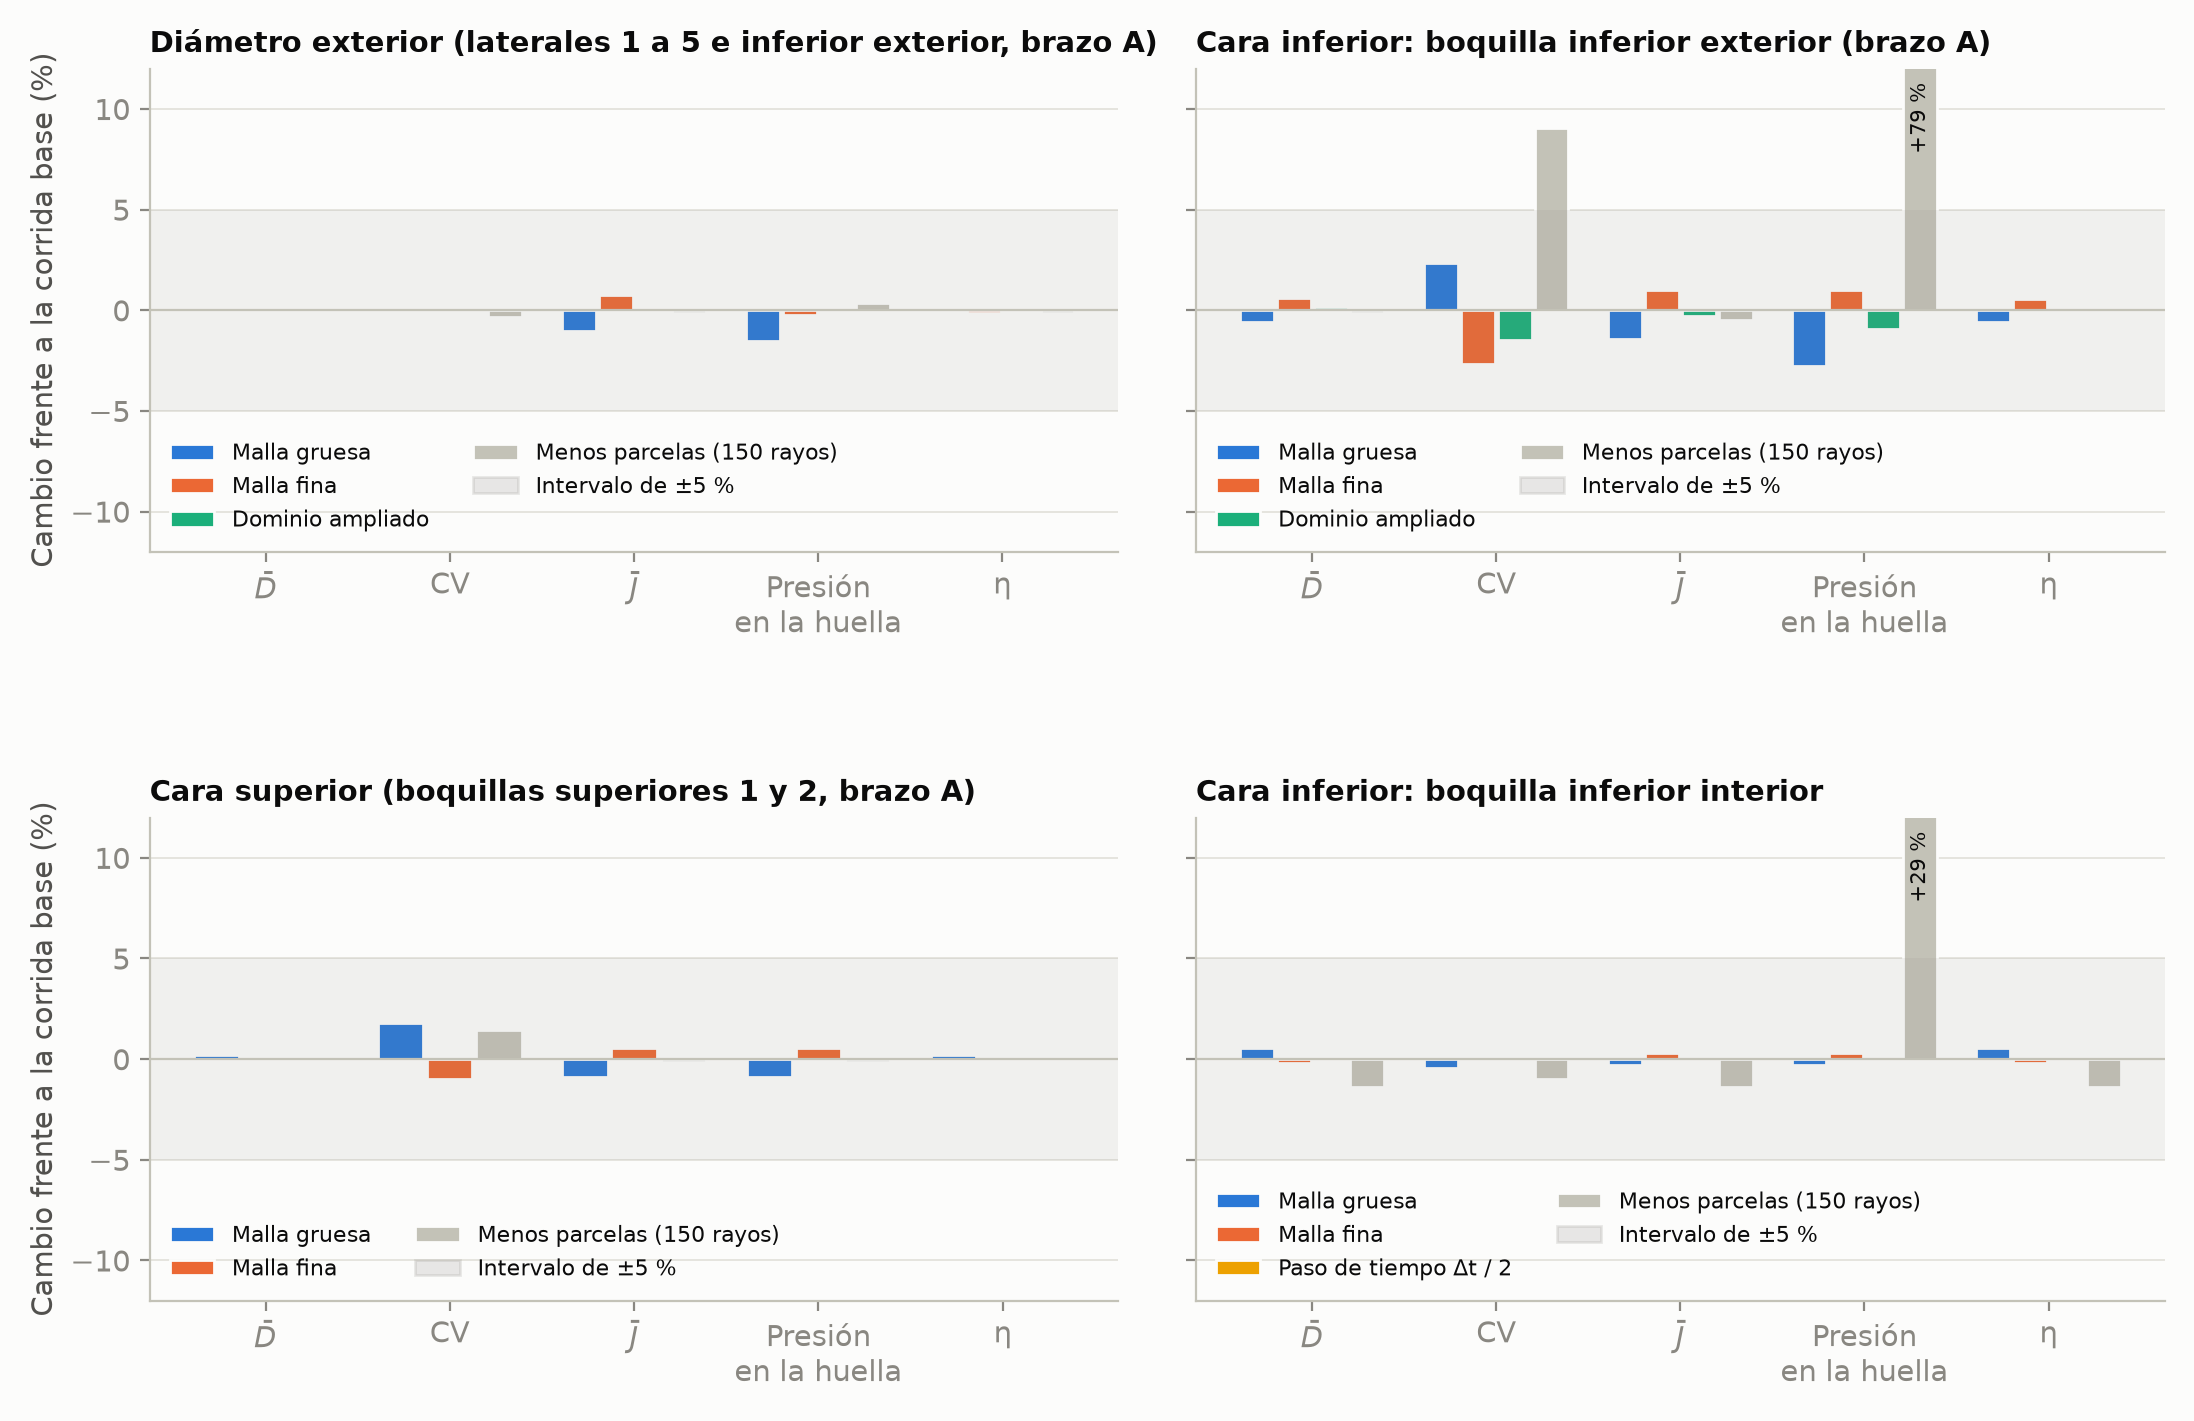 Diámetro exterior (laterales 1 a 5 e inferior exterior, brazo A)
Cambio frente a la corrida base (%)
10
5
0
−5
−10
Malla gruesa
Malla fina
Dominio ampliado
Menos parcelas (150 rayos)
Intervalo de ±5 %
D̄
CV
J̄
Presión
en la huella
η
Cara inferior: boquilla inferior exterior (brazo A)
+79 %
Malla gruesa
Malla fina
Dominio ampliado
Menos parcelas (150 rayos)
Intervalo de ±5 %
D̄
CV
J̄
Presión
en la huella
η
Cara superior (boquillas superiores 1 y 2, brazo A)
Cambio frente a la corrida base (%)
10
5
0
−5
−10
Malla gruesa
Malla fina
Menos parcelas (150 rayos)
Intervalo de ±5 %
D̄
CV
J̄
Presión
en la huella
η
Cara inferior: boquilla inferior interior
+29 %
Malla gruesa
Malla fina
Paso de tiempo Δt / 2
Menos parcelas (150 rayos)
Intervalo de ±5 %
D̄
CV
J̄
Presión
en la huella
η